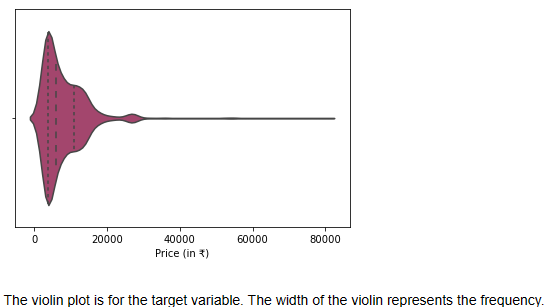 0 20000 40000 60000 80000
Price (in ₹)
The violin plot is for the target variable. The width of the violin represents the frequency.